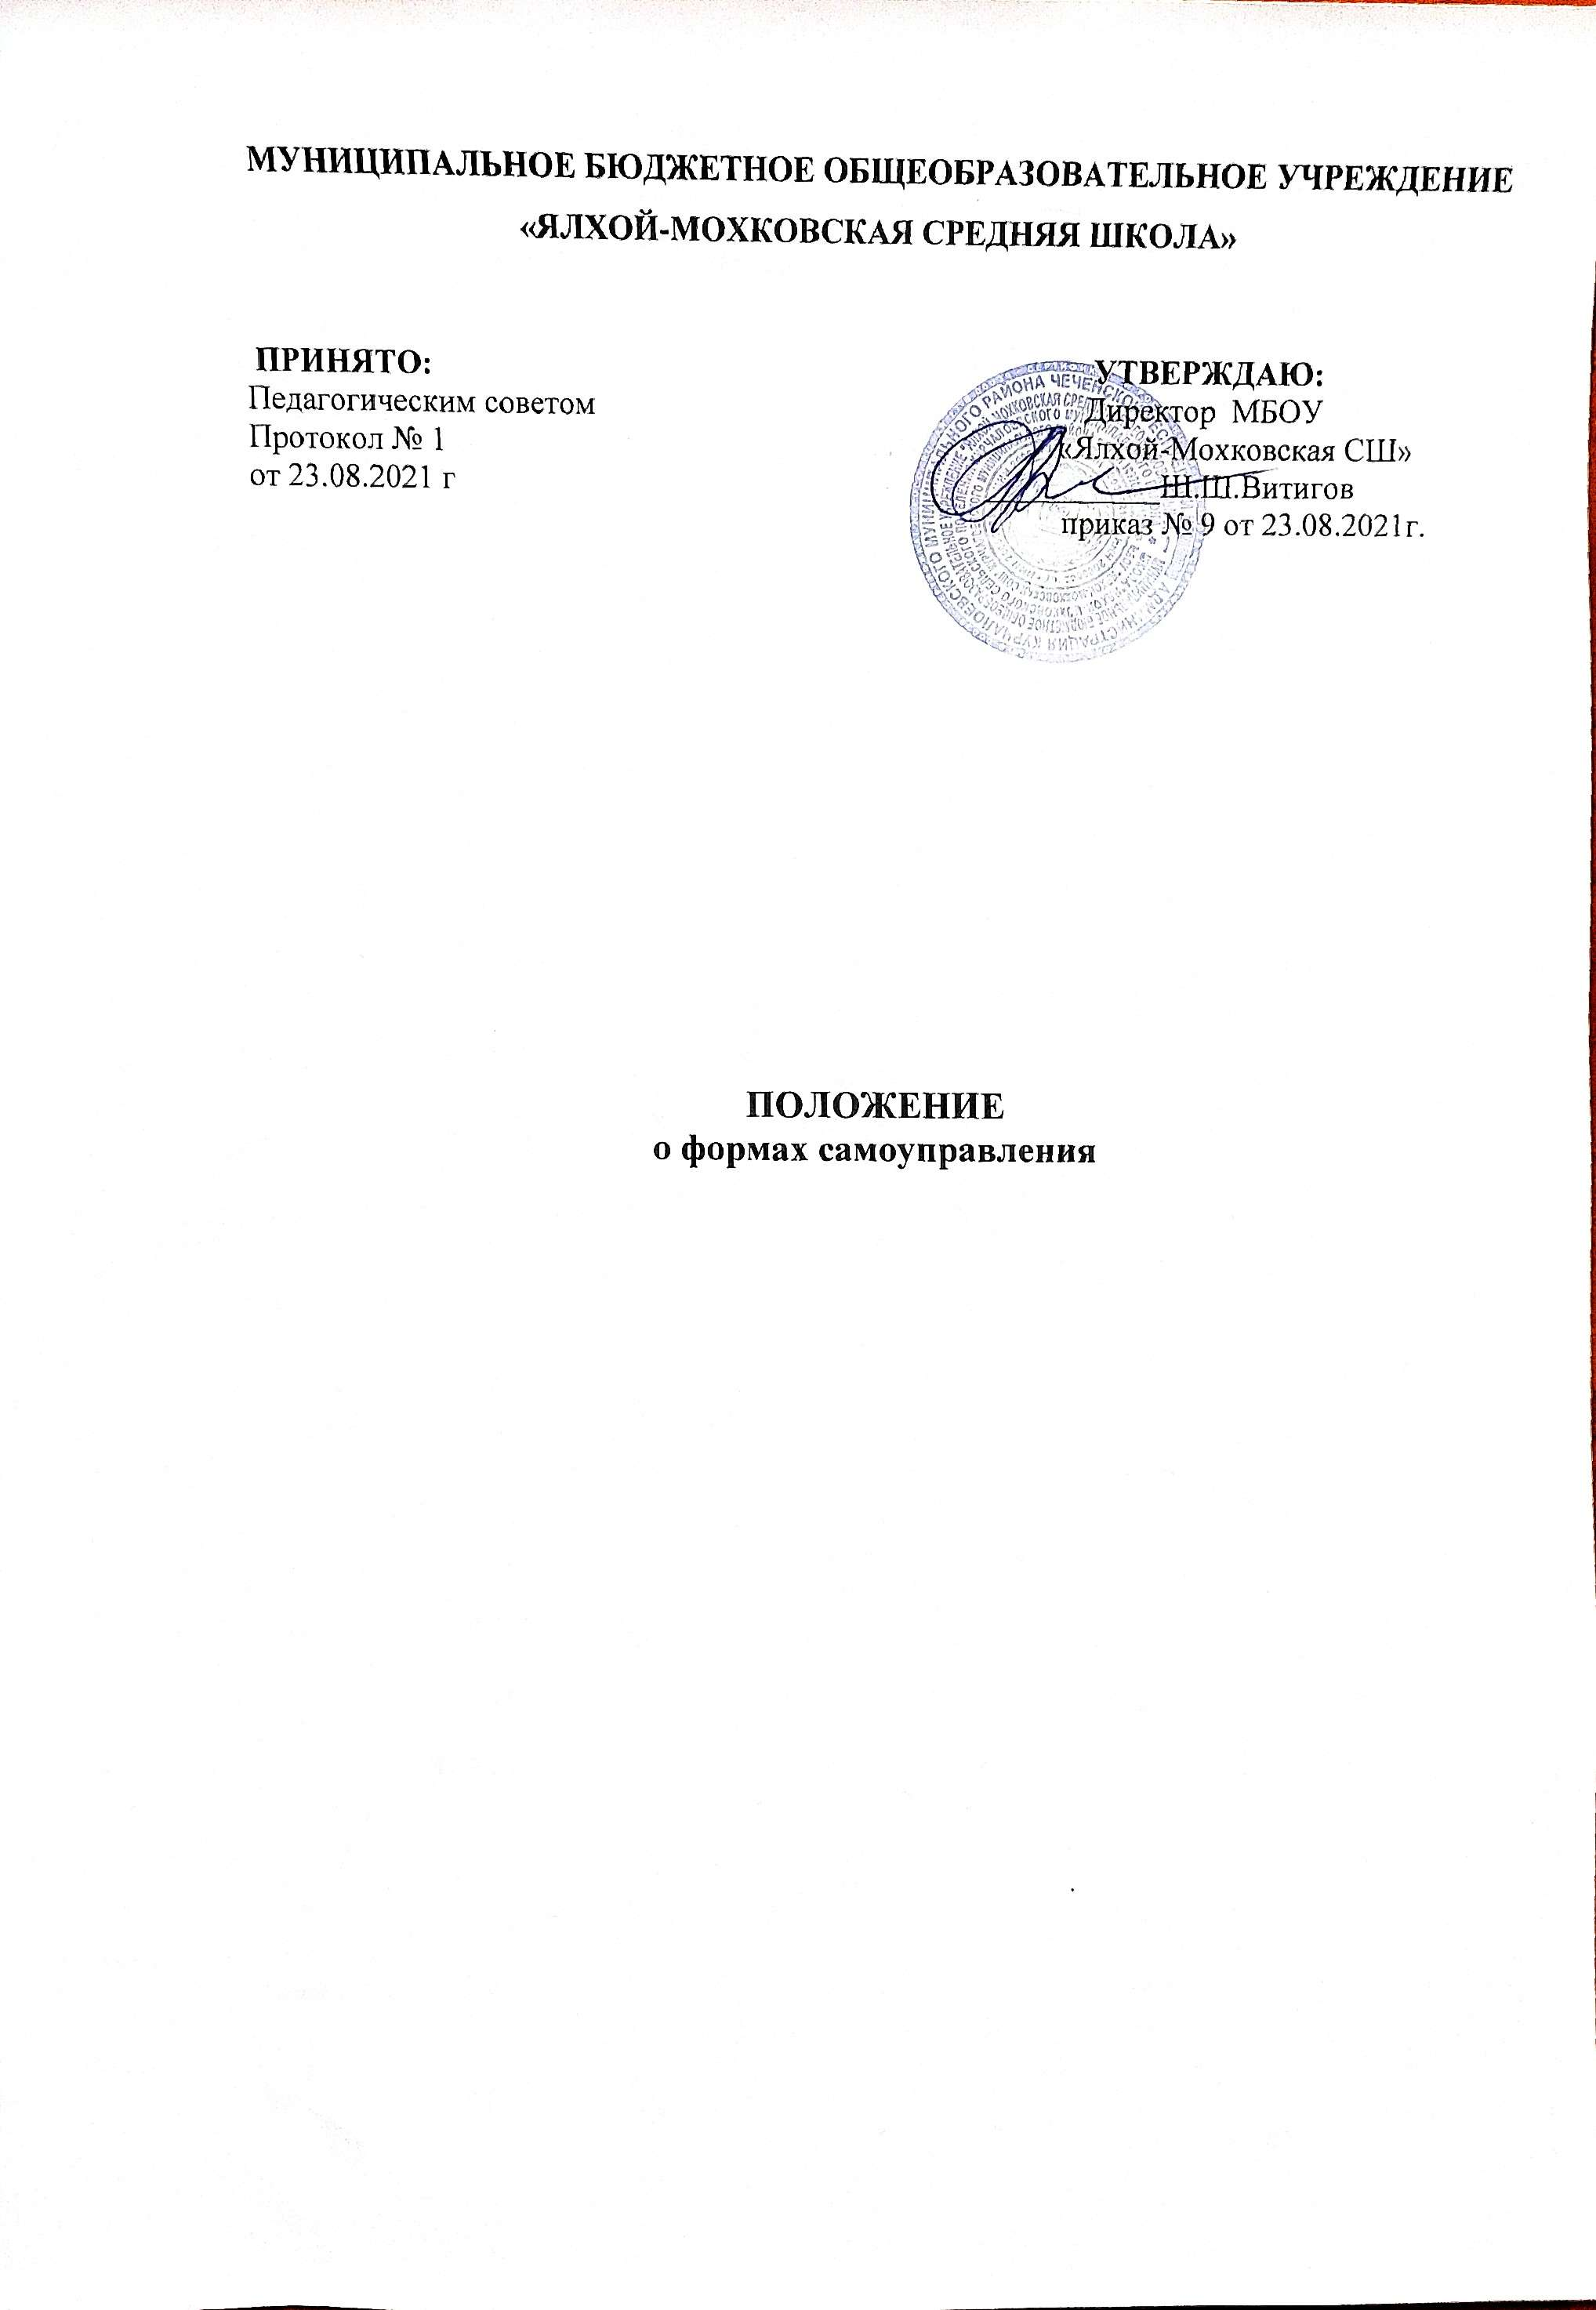 МУНИЦИПАЛЬНОЕ БЮДЖЕТНОЕ ОБЩЕОБРАЗОВАТЕЛЬНОЕ УЧРЕЖДЕНИЕ
«ЯЛХОЙ-МОХКОВСКАЯ СРЕДНЯЯ ШКОЛА»
ПРИНЯТО:
Педагогическим советом
Протокол № 1
от 23.08.2021 г
УТВЕРЖДАЮ:
Директор МБОУ
«Ялхой-Мохковская СШ»
Ш.Ш.Витигов
приказ № 9 от 23.08.2021г.
ПОЛОЖЕНИЕ
о формах самоуправления